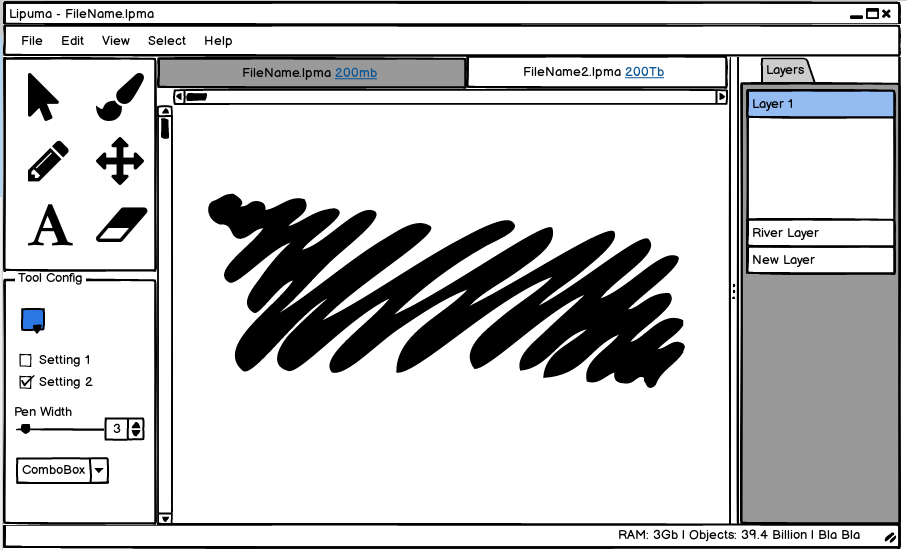 Lipuma - FileName.lpma
File Edit View Select Help
FileName.lpma 200mb
FileName2.lpma 200Tb
Layers
Layer 1
River Layer
New Layer
A
Tool Config
Setting 1
Setting 2
Pen Width
3
ComboBox
RAM: 3Gb | Objects: 39.4 Billion | Bla Bla